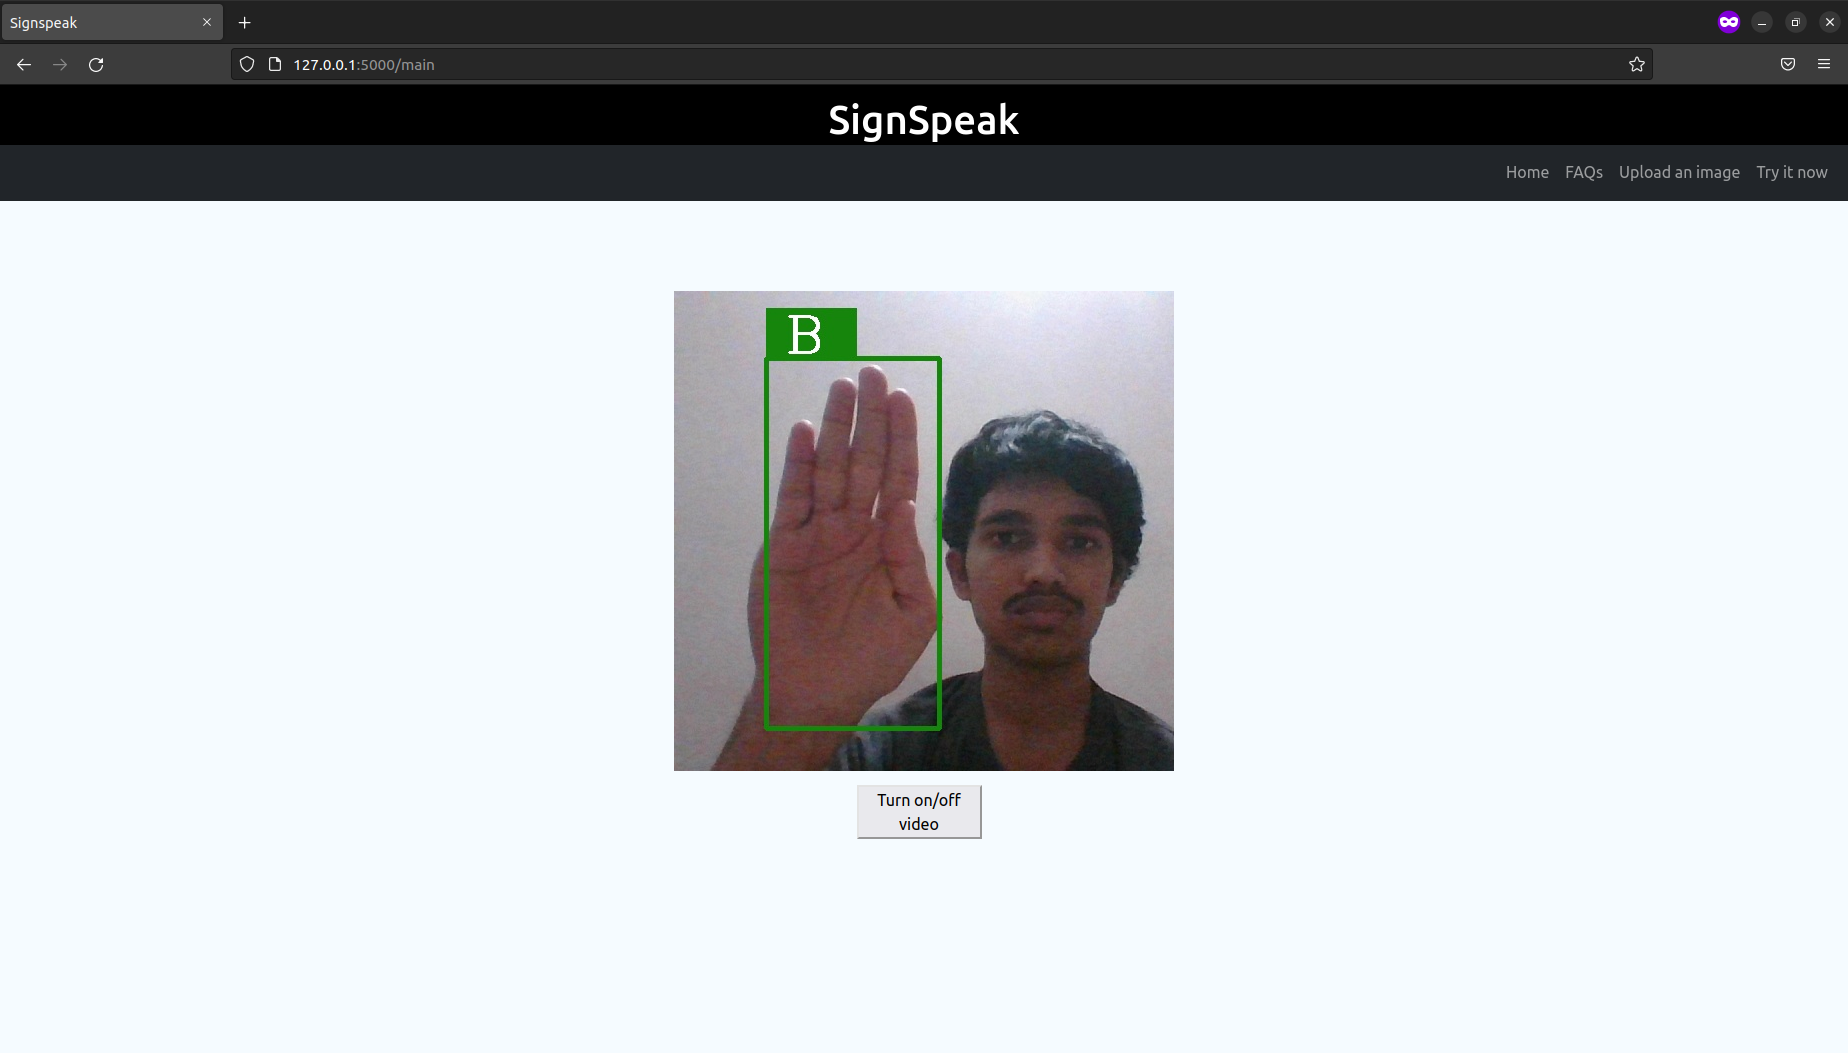 Signspeak
127.0.0.1:5000/main
SignSpeak
Home FAQs Upload an image Try it now
B
Turn on/off
video